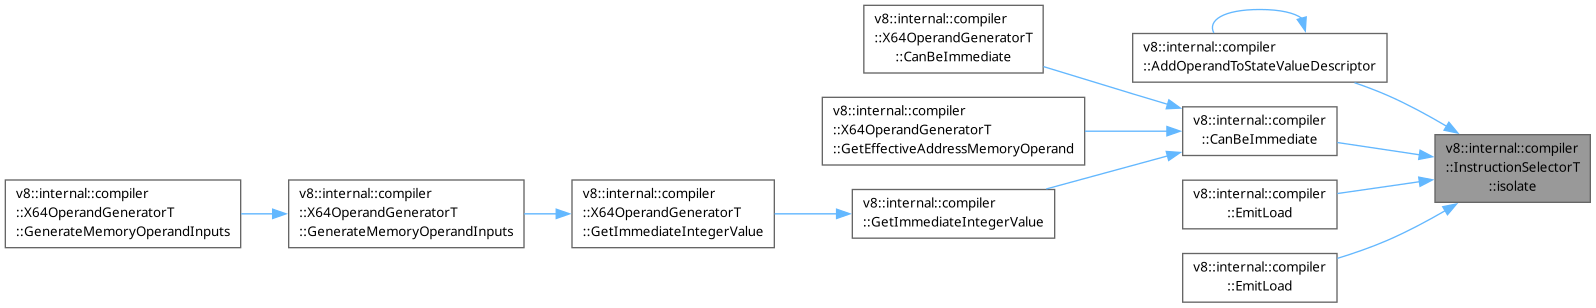 v8::internal::compiler
::X64OperandGeneratorT
::CanBeImmediate
v8::internal::compiler
::AddOperandToStateValueDescriptor
v8::internal::compiler
::X64OperandGeneratorT
::GetEffectiveAddressMemoryOperand
v8::internal::compiler
::CanBeImmediate
v8::internal::compiler
::InstructionSelectorT
::isolate
v8::internal::compiler
::X64OperandGeneratorT
::GenerateMemoryOperandInputs
v8::internal::compiler
::X64OperandGeneratorT
::GenerateMemoryOperandInputs
v8::internal::compiler
::X64OperandGeneratorT
::GetImmediateIntegerValue
v8::internal::compiler
::GetImmediateIntegerValue
v8::internal::compiler
::EmitLoad
v8::internal::compiler
::EmitLoad